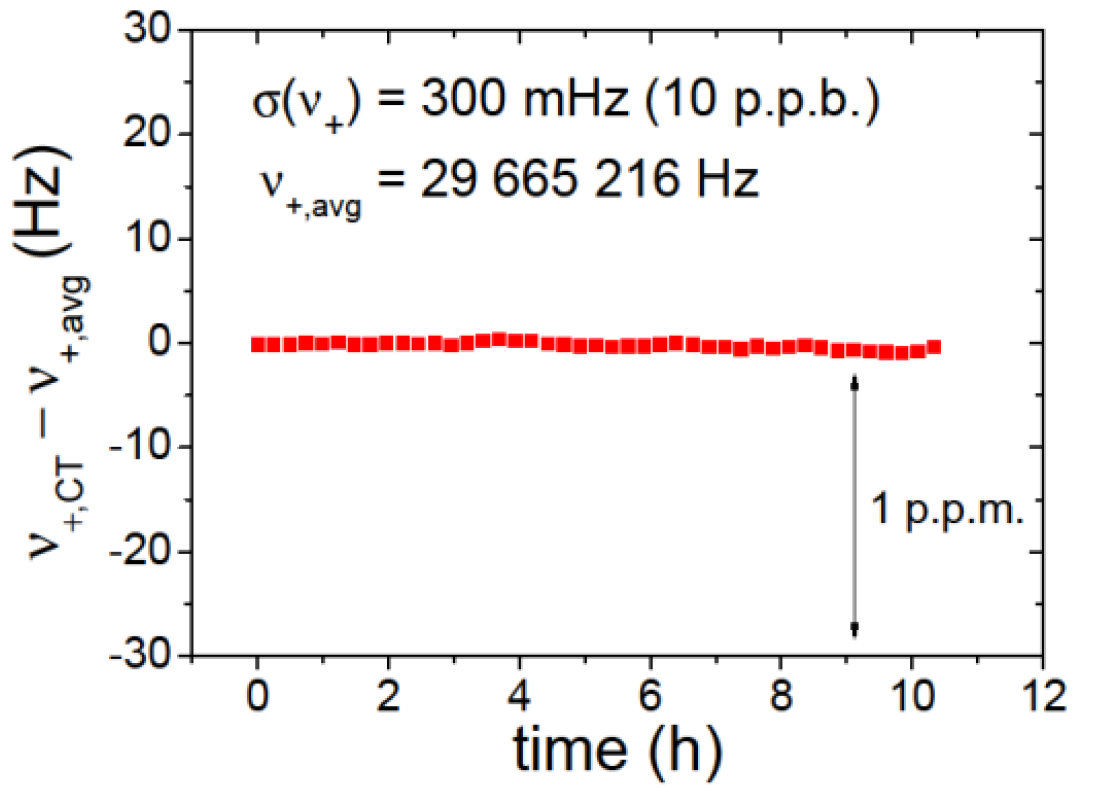 30
20
10
0
-10
-20
-30
ν+,CT – ν+,avg (Hz)
σ(ν+) = 300 mHz (10 p.p.b.)
ν+,avg = 29 665 216 Hz
1 p.p.m.
0 2 4 6 8 10 12
time (h)